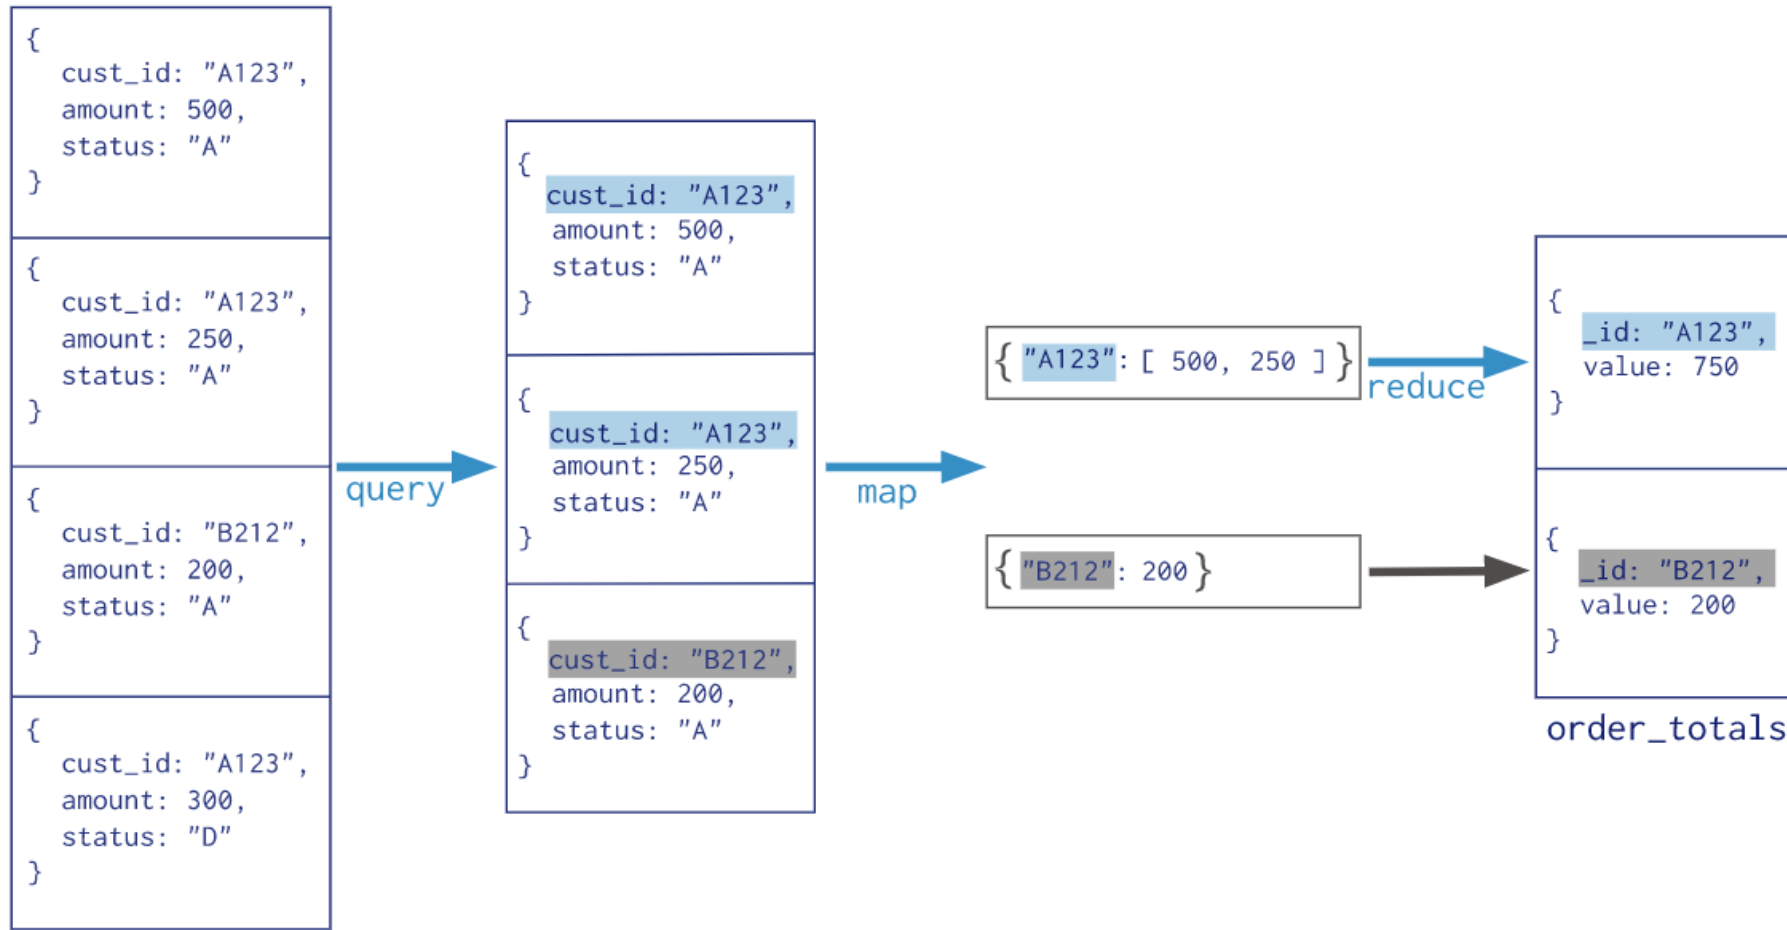 {
cust_id: "A123",
amount: 500,
status: "A"
}
{
cust_id: "A123",
amount: 250,
status: "A"
}
{
cust_id: "B212",
amount: 200,
status: "A"
}
{
cust_id: "A123",
amount: 300,
status: "D"
}
query
{
cust_id: "A123",
amount: 500,
status: "A"
}
{
cust_id: "A123",
amount: 250,
status: "A"
}
{
cust_id: "B212",
amount: 200,
status: "A"
}
map
{ "A123": [ 500, 250 ] }
{ "B212": 200 }
reduce
{
_id: "A123",
value: 750
}
{
_id: "B212",
value: 200
}
order_totals